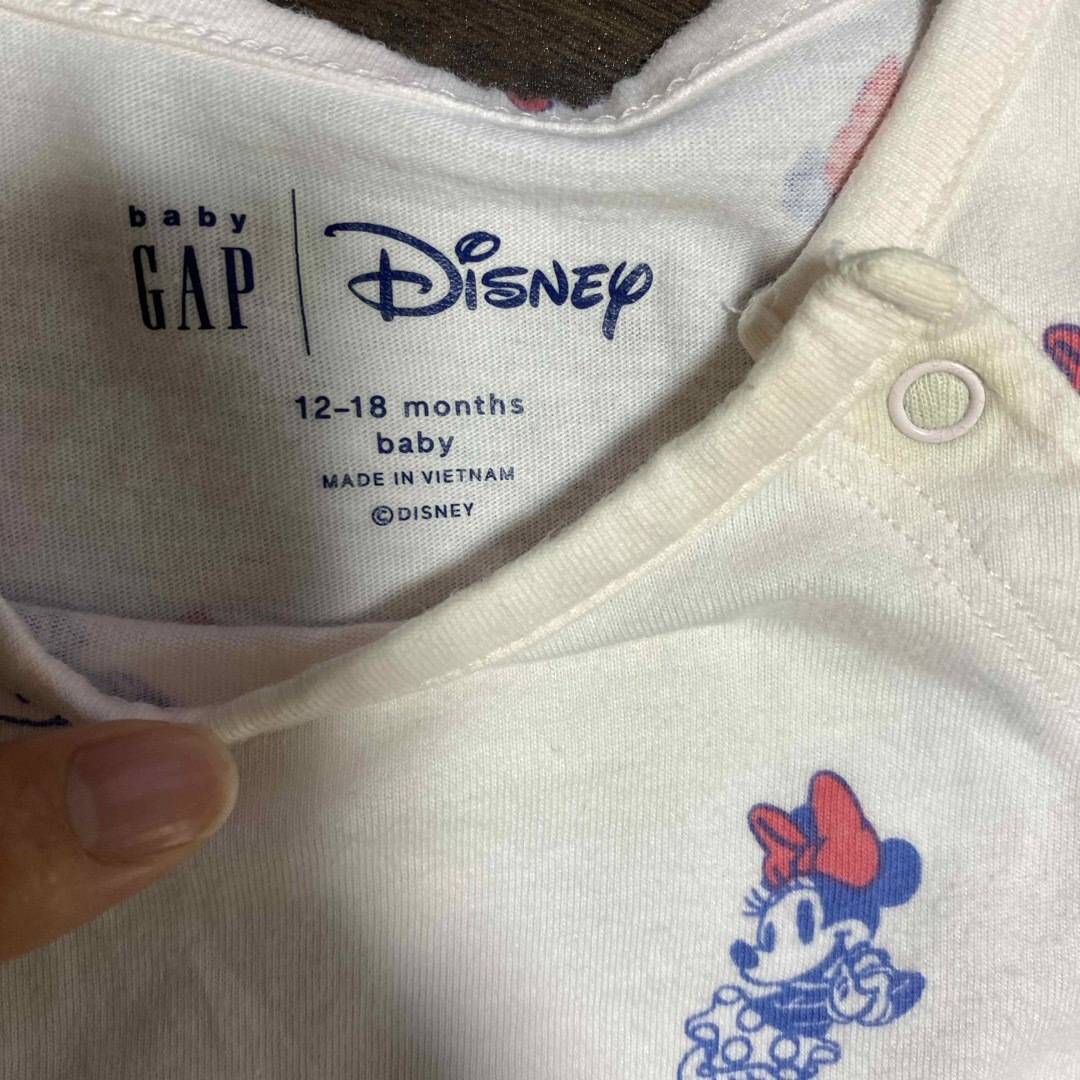 baby
GAP
Disney
12–18 months
baby
MADE IN VIETNAM
©DISNEY